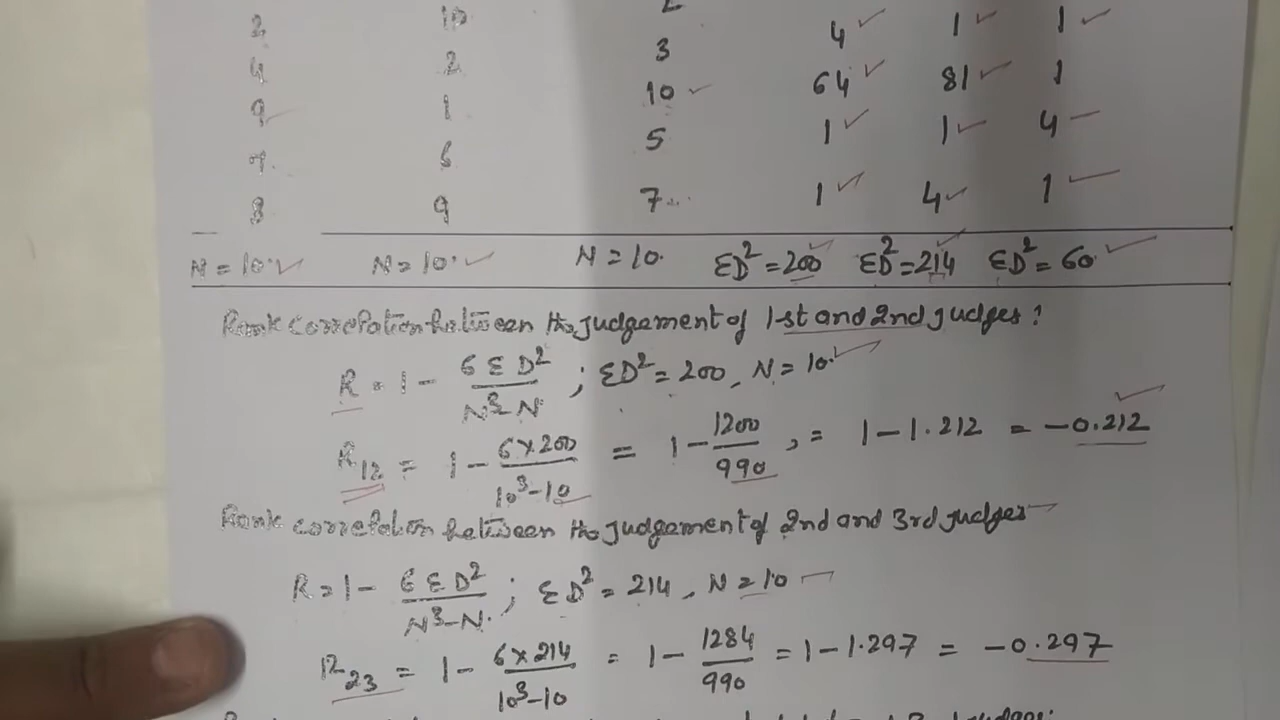 2 10 2 4 1 1
4 2 3 64 81 1
9 1 10 1 1 4
7 6 5 1 4 1
8 9 7
N = 10. N = 10. N = 10. ΣD² = 200 ΣD² = 214 ΣD² = 60
Rank correlation between the judgement of 1st and 2nd judges:
R = 1 - 6ΣD²/N³-N ; ΣD² = 200, N = 10.
R12 = 1 - 6×200/10³-10 = 1 - 1200/990, = 1 - 1.212 = -0.212
Rank correlation between the judgement of 2nd and 3rd judges
R = 1 - 6ΣD²/N³-N. ; ΣD² = 214, N = 10
R23 = 1 - 6×214/10³-10 = 1 - 1284/990 = 1 - 1.297 = -0.297